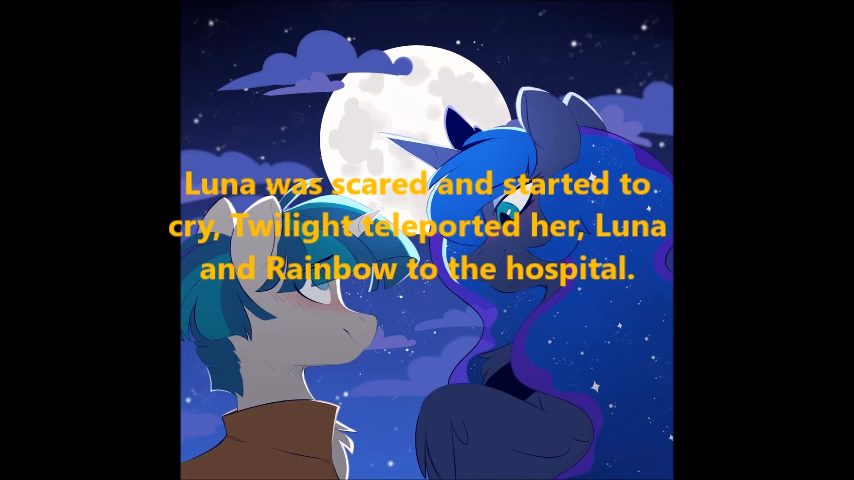 Luna was scared and started to
cry, Twilight teleported her, Luna
and Rainbow to the hospital.